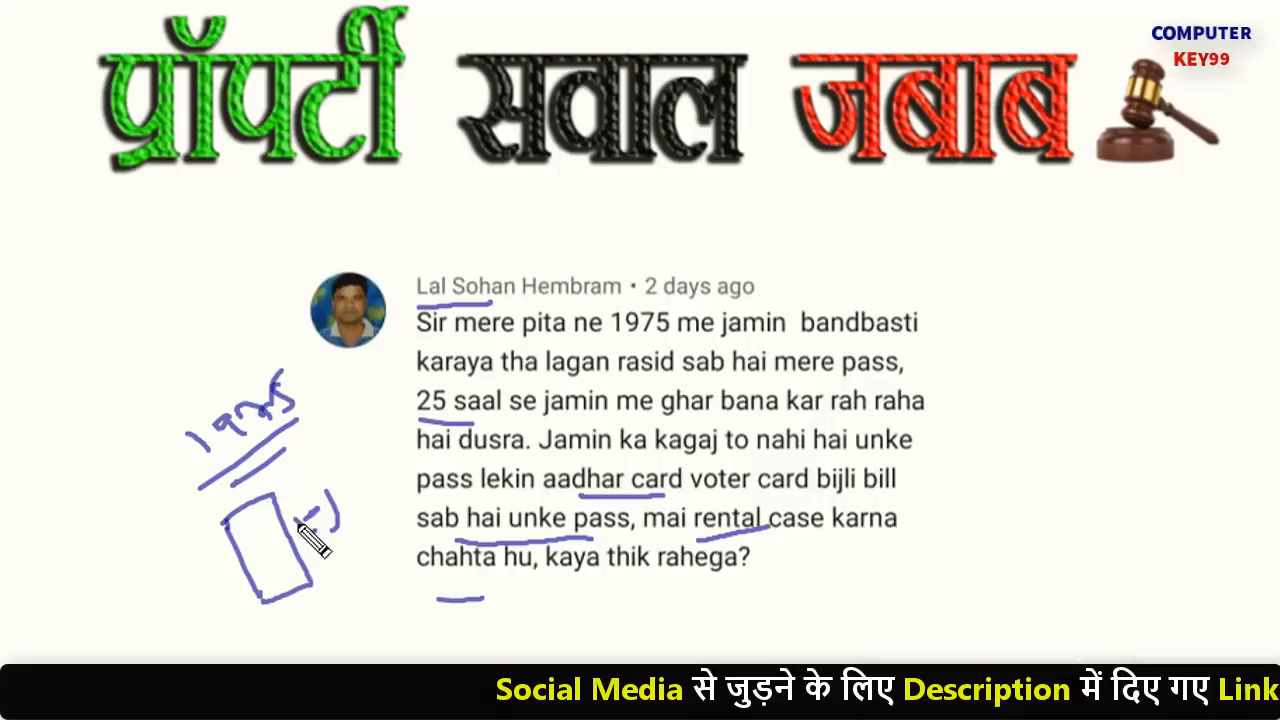 COMPUTER
KEY99
प्रॉपर्टी सवाल जबाब
Lal Sohan Hembram • 2 days ago
Sir mere pita ne 1975 me jamin bandbasti
karaya tha lagan rasid sab hai mere pass,
25 saal se jamin me ghar bana kar rah raha
hai dusra. Jamin ka kagaj to nahi hai unke
pass lekin aadhar card voter card bijli bill
sab hai unke pass, mai rental case karna
chahta hu, kaya thik rahega?
1975
Social Media से जुड़ने के लिए Description में दिए गए Link